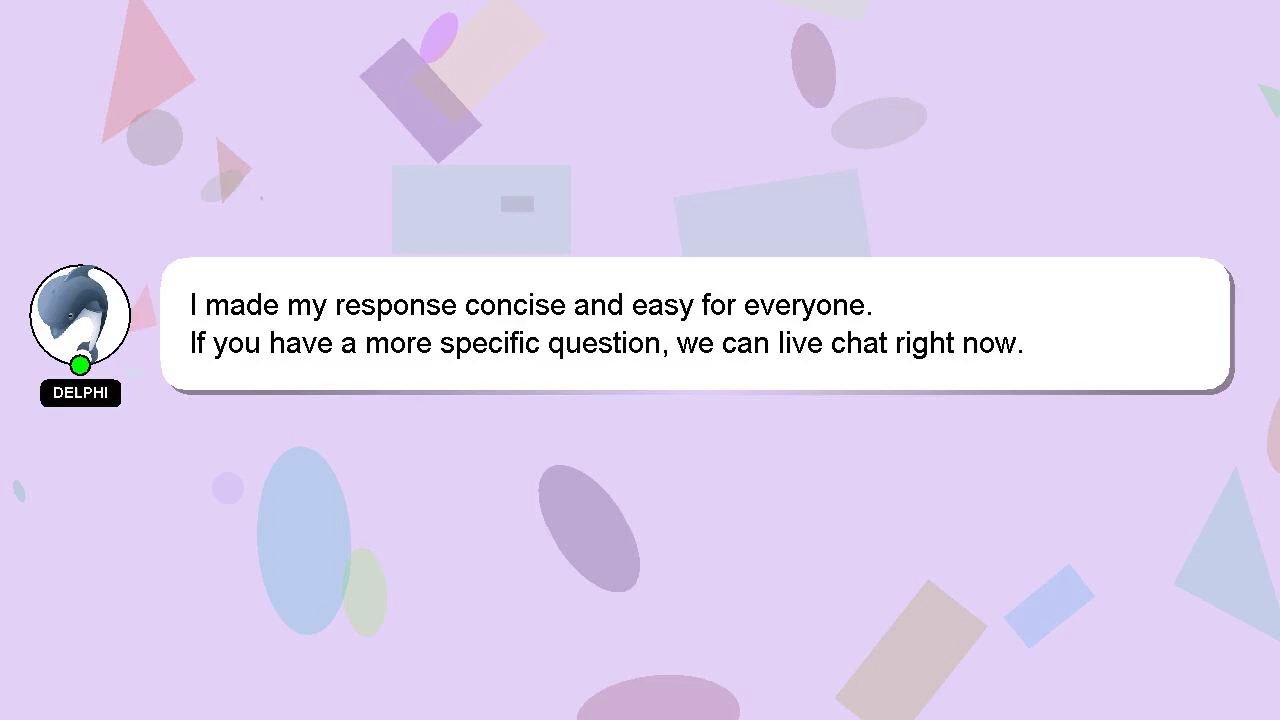 I made my response concise and easy for everyone.
If you have a more specific question, we can live chat right now.
DELPHI